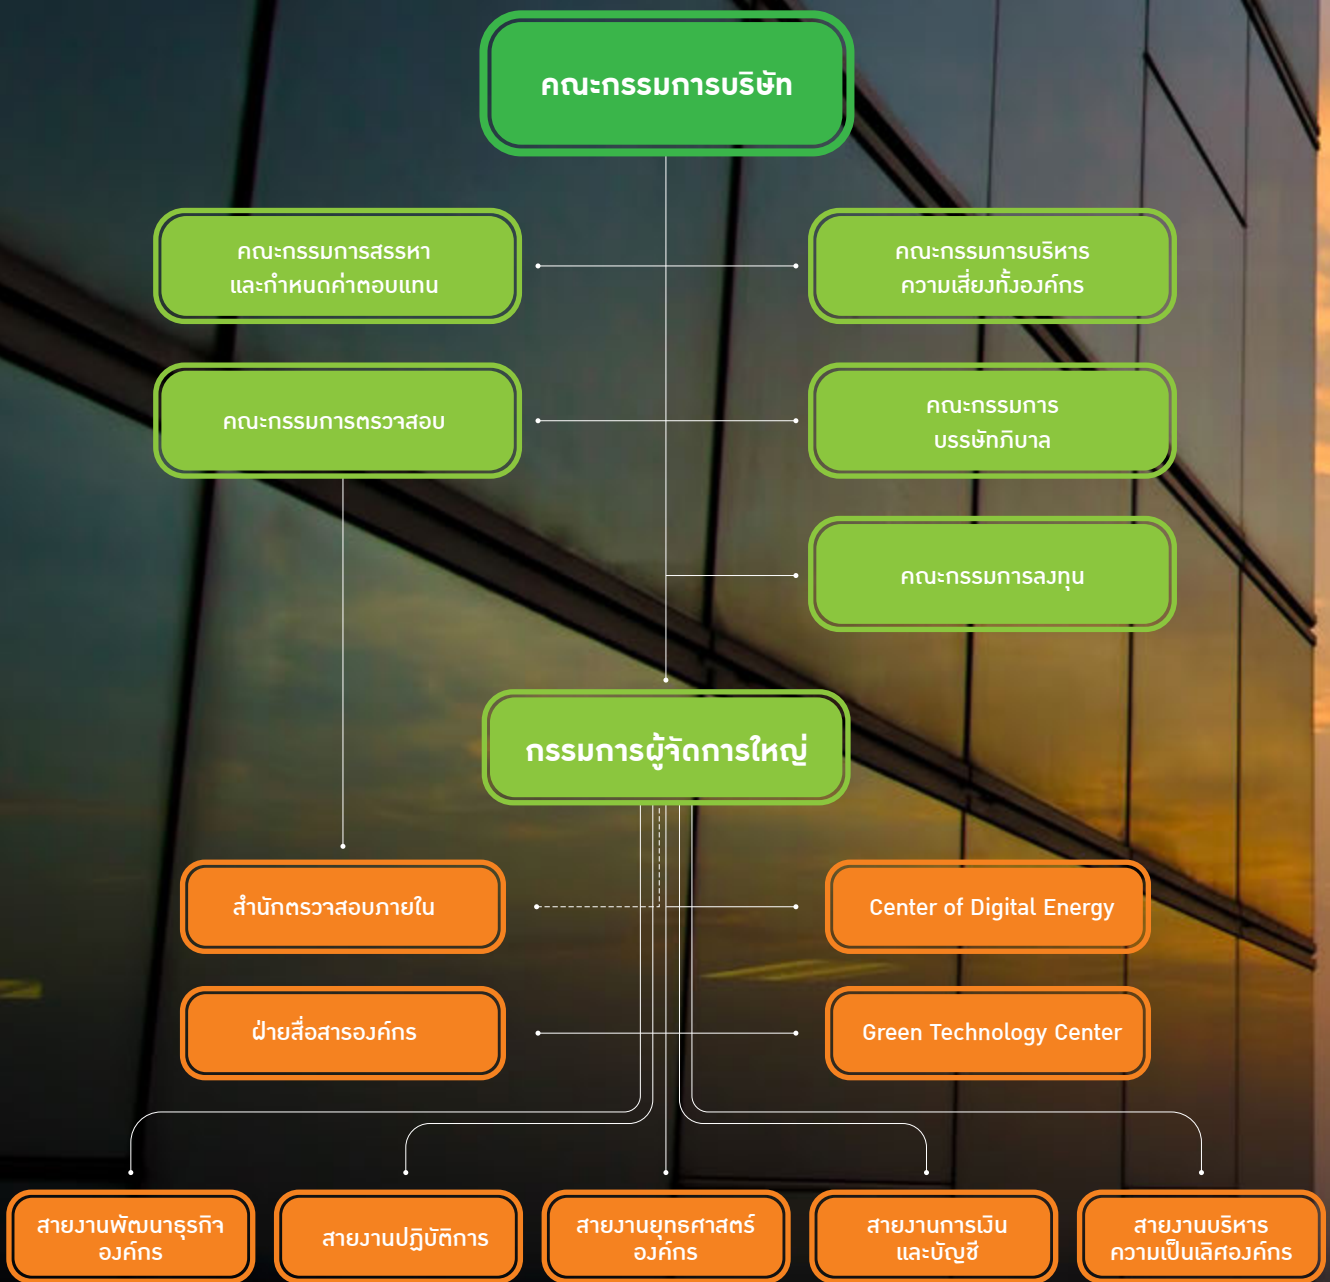 คณะกรรมการบริษัท
คณะกรรมการสรรหา
และกำหนดค่าตอบแทน
คณะกรรมการบริหาร
ความเสี่ยงทั้งองค์กร
คณะกรรมการตรวจสอบ
คณะกรรมการ
บรรษัทภิบาล
คณะกรรมการลงทุน
กรรมการผู้จัดการใหญ่
สำนักตรวจสอบภายใน
Center of Digital Energy
ฝ่ายสื่อสารองค์กร
Green Technology Center
สายงานพัฒนาธุรกิจ
องค์กร
สายงานปฏิบัติการ
สายงานยุทธศาสตร์
องค์กร
สายงานการเงิน
และบัญชี
สายงานบริหาร
ความเป็นเลิศองค์กร